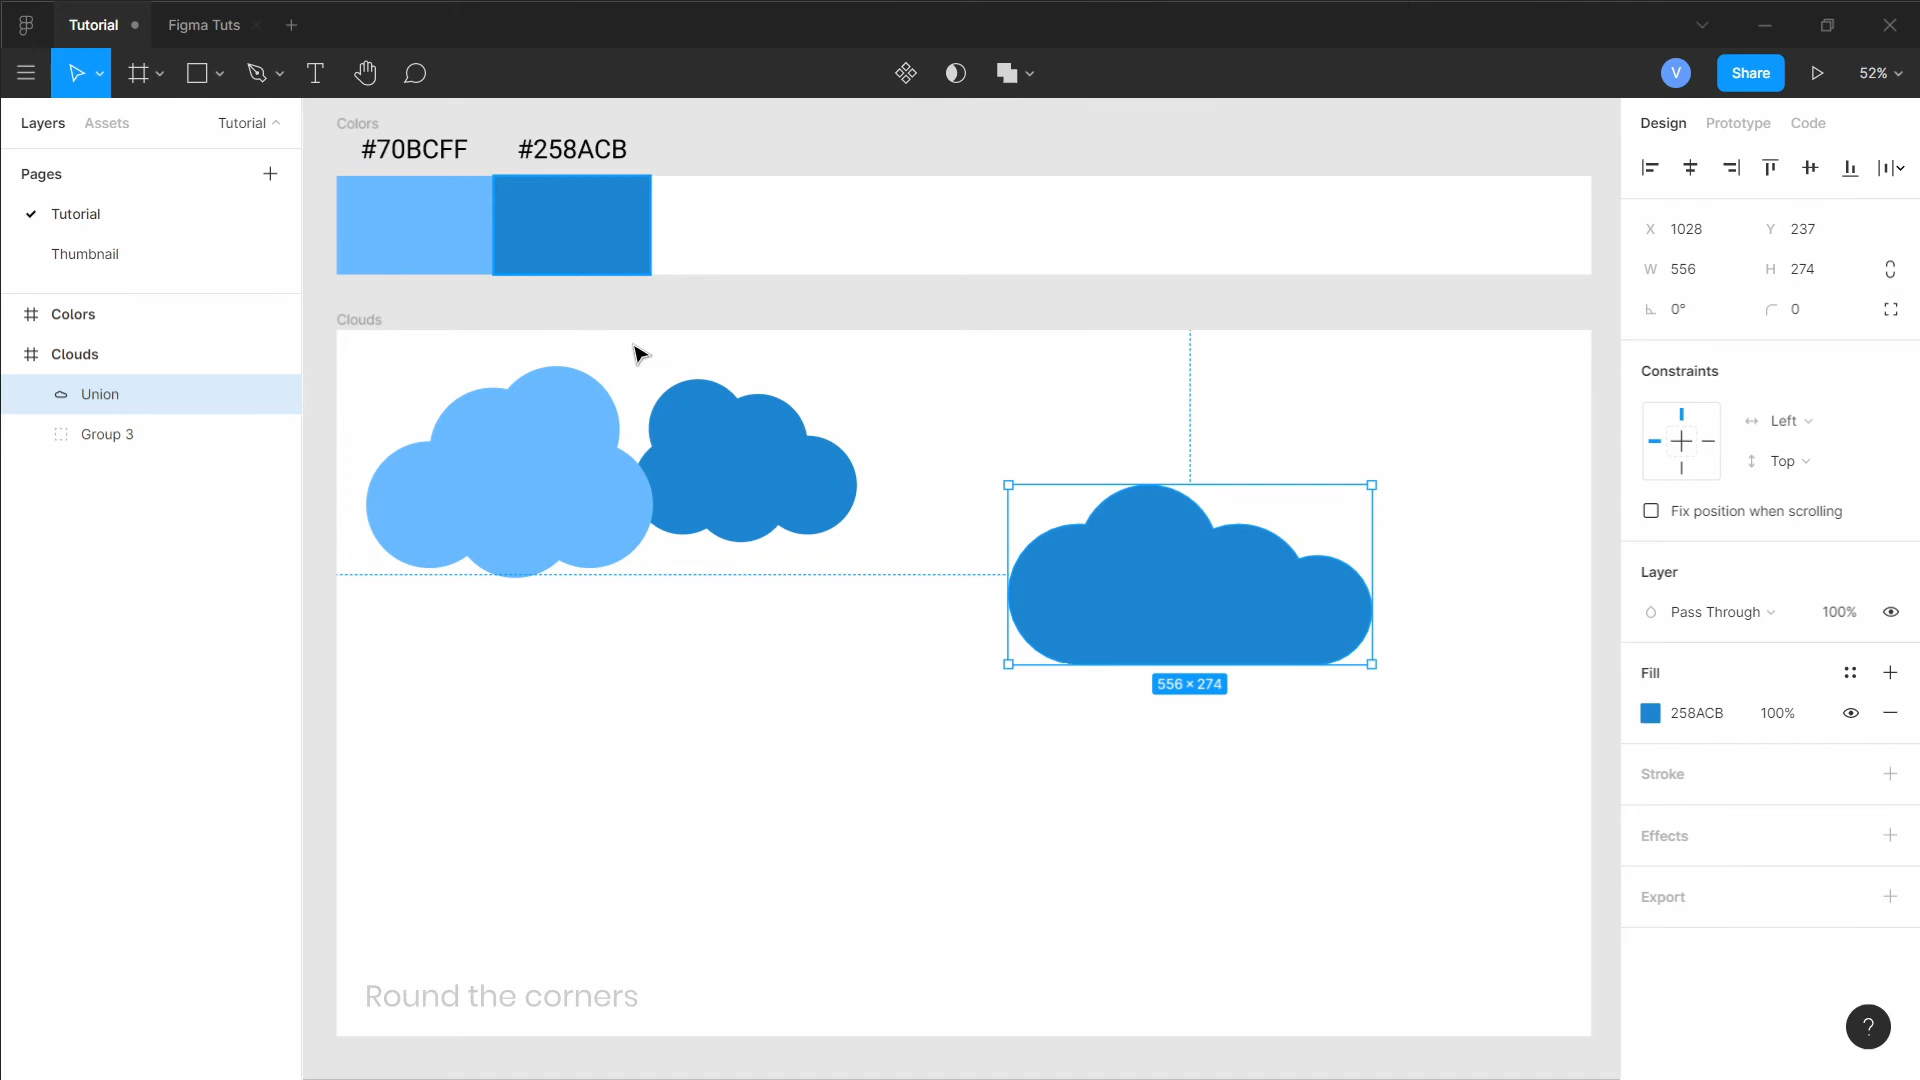 Tutorial
Figma Tuts
V
Share
52%
Layers
Assets
Tutorial
Pages
Tutorial
Thumbnail
Colors
Clouds
Union
Group 3
Colors
#70BCFF
#258ACB
Clouds
556 × 274
Round the corners
Design
Prototype
Code
X 1028
Y 237
W 556
H 274
0°
0
Constraints
Left
Top
Fix position when scrolling
Layer
Pass Through
100%
Fill
258ACB
100%
Stroke
Effects
Export
?